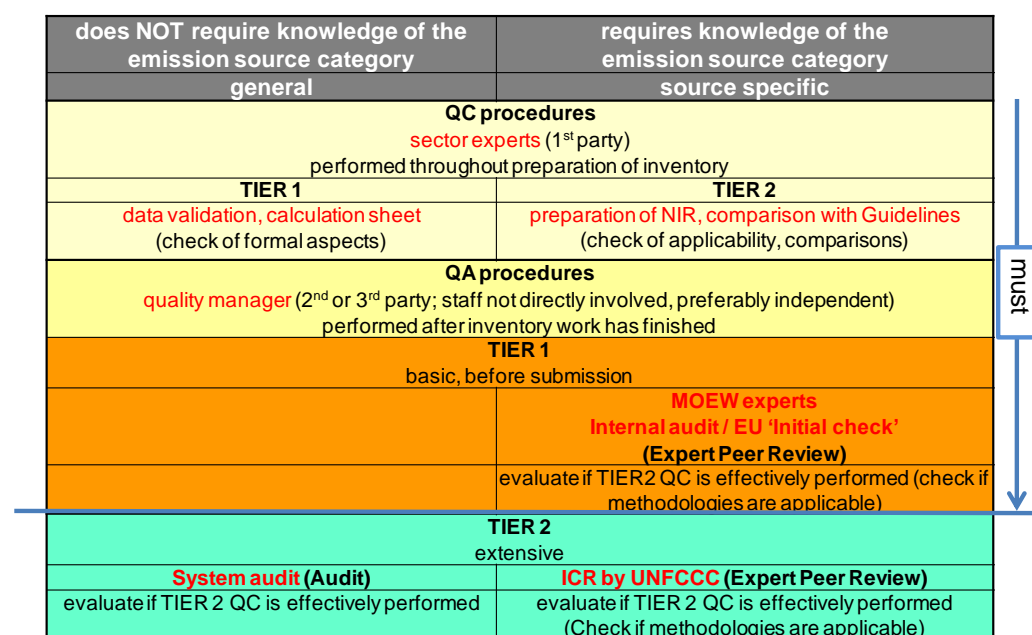 does NOT require knowledge of the
emission source category
requires knowledge of the
emission source category
general
source specific
QC procedures
sector experts (1st party)
performed throughout preparation of inventory
TIER 1
TIER 2
data validation, calculation sheet
(check of formal aspects)
preparation of NIR, comparison with Guidelines
(check of applicability, comparisons)
QA procedures
quality manager (2nd or 3rd party; staff not directly involved, preferably independent)
performed after inventory work has finished
must
TIER 1
basic, before submission
MOEW experts
Internal audit / EU ‘Initial check’
(Expert Peer Review)
evaluate if TIER2 QC is effectively performed (check if
methodologies are applicable)
TIER 2
extensive
System audit (Audit)
ICR by UNFCCC (Expert Peer Review)
evaluate if TIER 2 QC is effectively performed
evaluate if TIER 2 QC is effectively performed
(Check if methodologies are applicable)